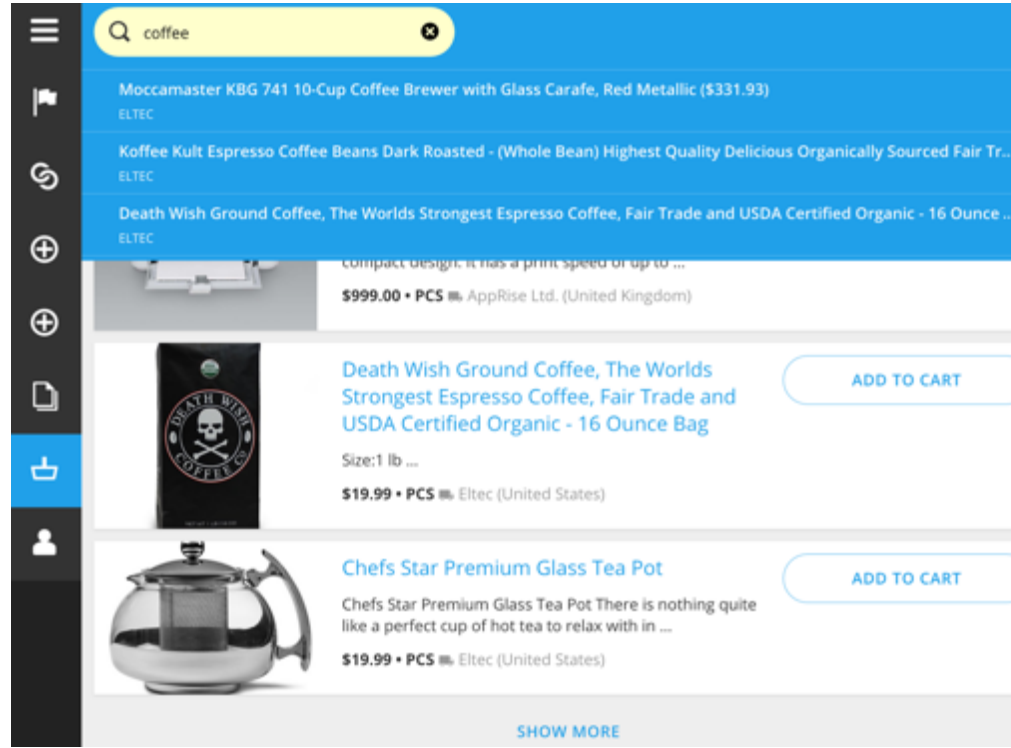 coffee
Moccamaster KBG 741 10-Cup Coffee Brewer with Glass Carafe, Red Metallic ($331.93)
ELTEC
Koffee Kult Espresso Coffee Beans Dark Roasted - (Whole Bean) Highest Quality Delicious Organically Sourced Fair Tr...
ELTEC
Death Wish Ground Coffee, The Worlds Strongest Espresso Coffee, Fair Trade and USDA Certified Organic - 16 Ounce ...
ELTEC
compact design. It has a print speed of up to ...
$999.00 • PCS AppRise Ltd. (United Kingdom)
DEATH WISH
COFFEE CO
Death Wish Ground Coffee, The Worlds
Strongest Espresso Coffee, Fair Trade and
USDA Certified Organic - 16 Ounce Bag
ADD TO CART
Size:1 lb ...
$19.99 • PCS Eltec (United States)
Chefs Star Premium Glass Tea Pot
ADD TO CART
Chefs Star Premium Glass Tea Pot There is nothing quite
like a perfect cup of hot tea to relax with in ...
$19.99 • PCS Eltec (United States)
SHOW MORE